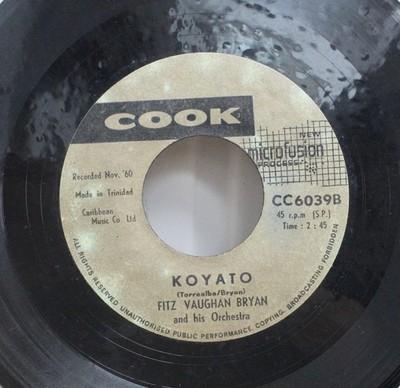 COOK
NEW
microfusion
PROCESS
Recorded Nov. '60
Made in Trinidad
Caribbean
Music Co Ltd
CC6039B
45 r.p.m (S.P.)
Time : 2 : 45
KOYATO
(Torrealba/Bryan)
FITZ VAUGHAN BRYAN
and his Orchestra
ALL RIGHTS RESERVED UNAUTHORISED PUBLIC PERFORMANCE, COPYING, BROADCASTING FORBIDDEN